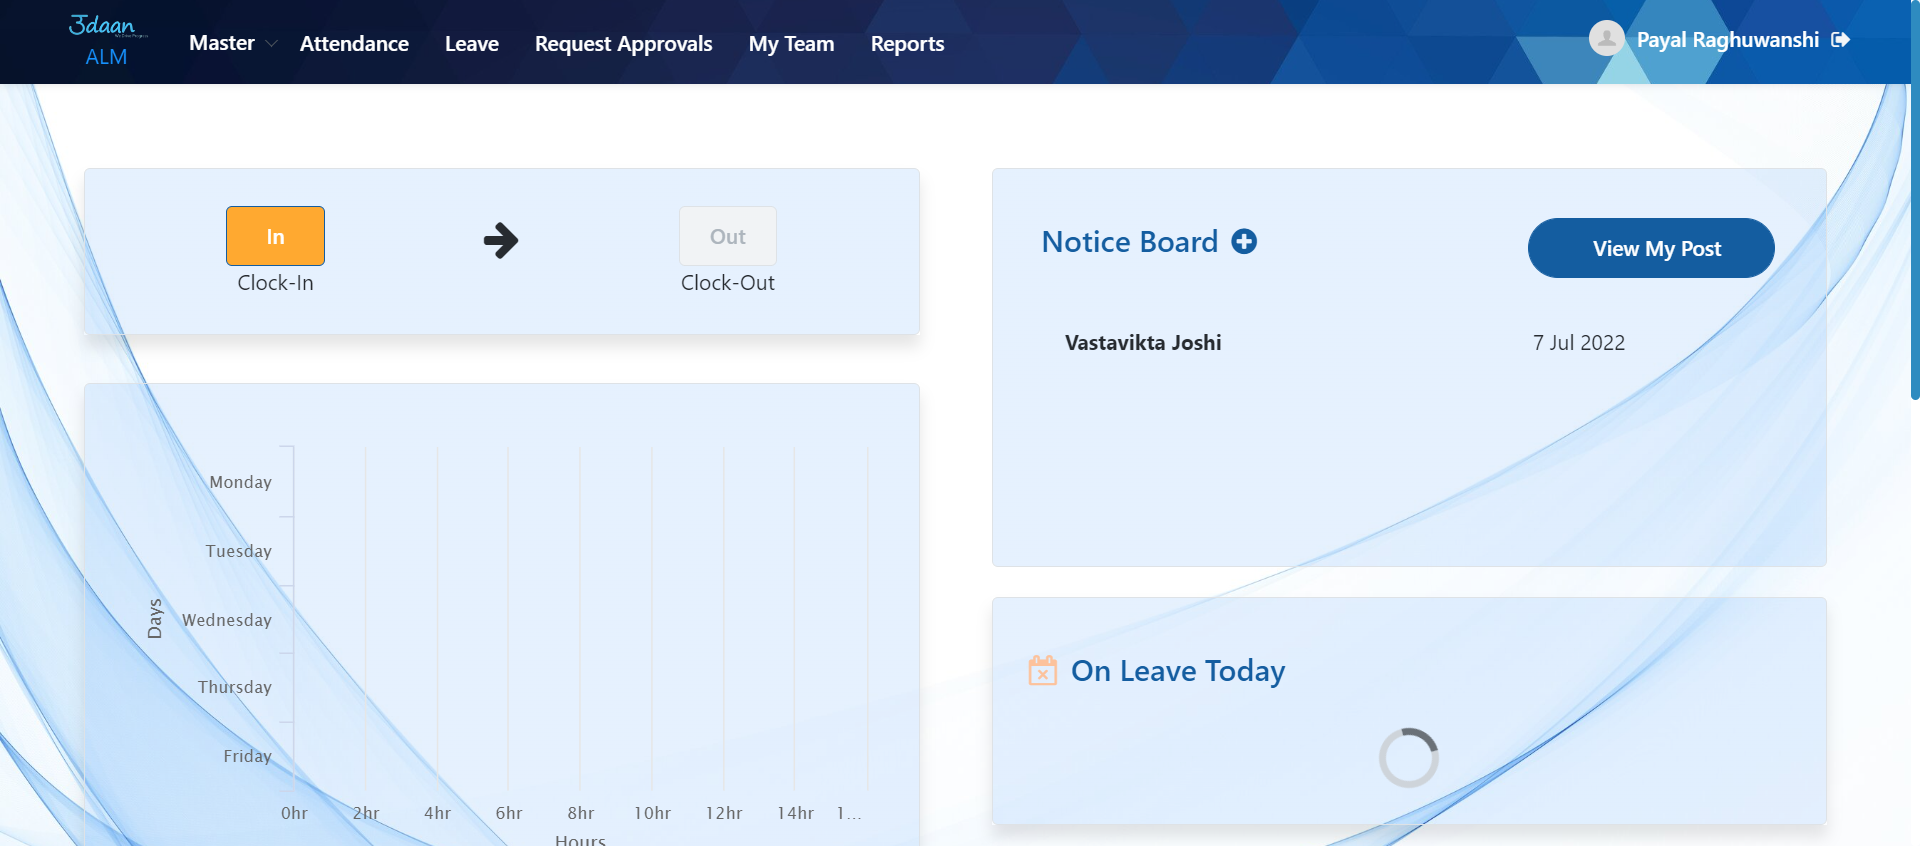 उdaan
ALM
Master
Attendance
Leave
Request Approvals
My Team
Reports
Payal Raghuwanshi
In
Clock-In
Out
Clock-Out
Notice Board
View My Post
Vastavikta Joshi
7 Jul 2022
Monday
Tuesday
Wednesday
Thursday
Friday
Days
0hr 2hr 4hr 6hr 8hr 10hr 12hr 14hr 1...
Hours
On Leave Today